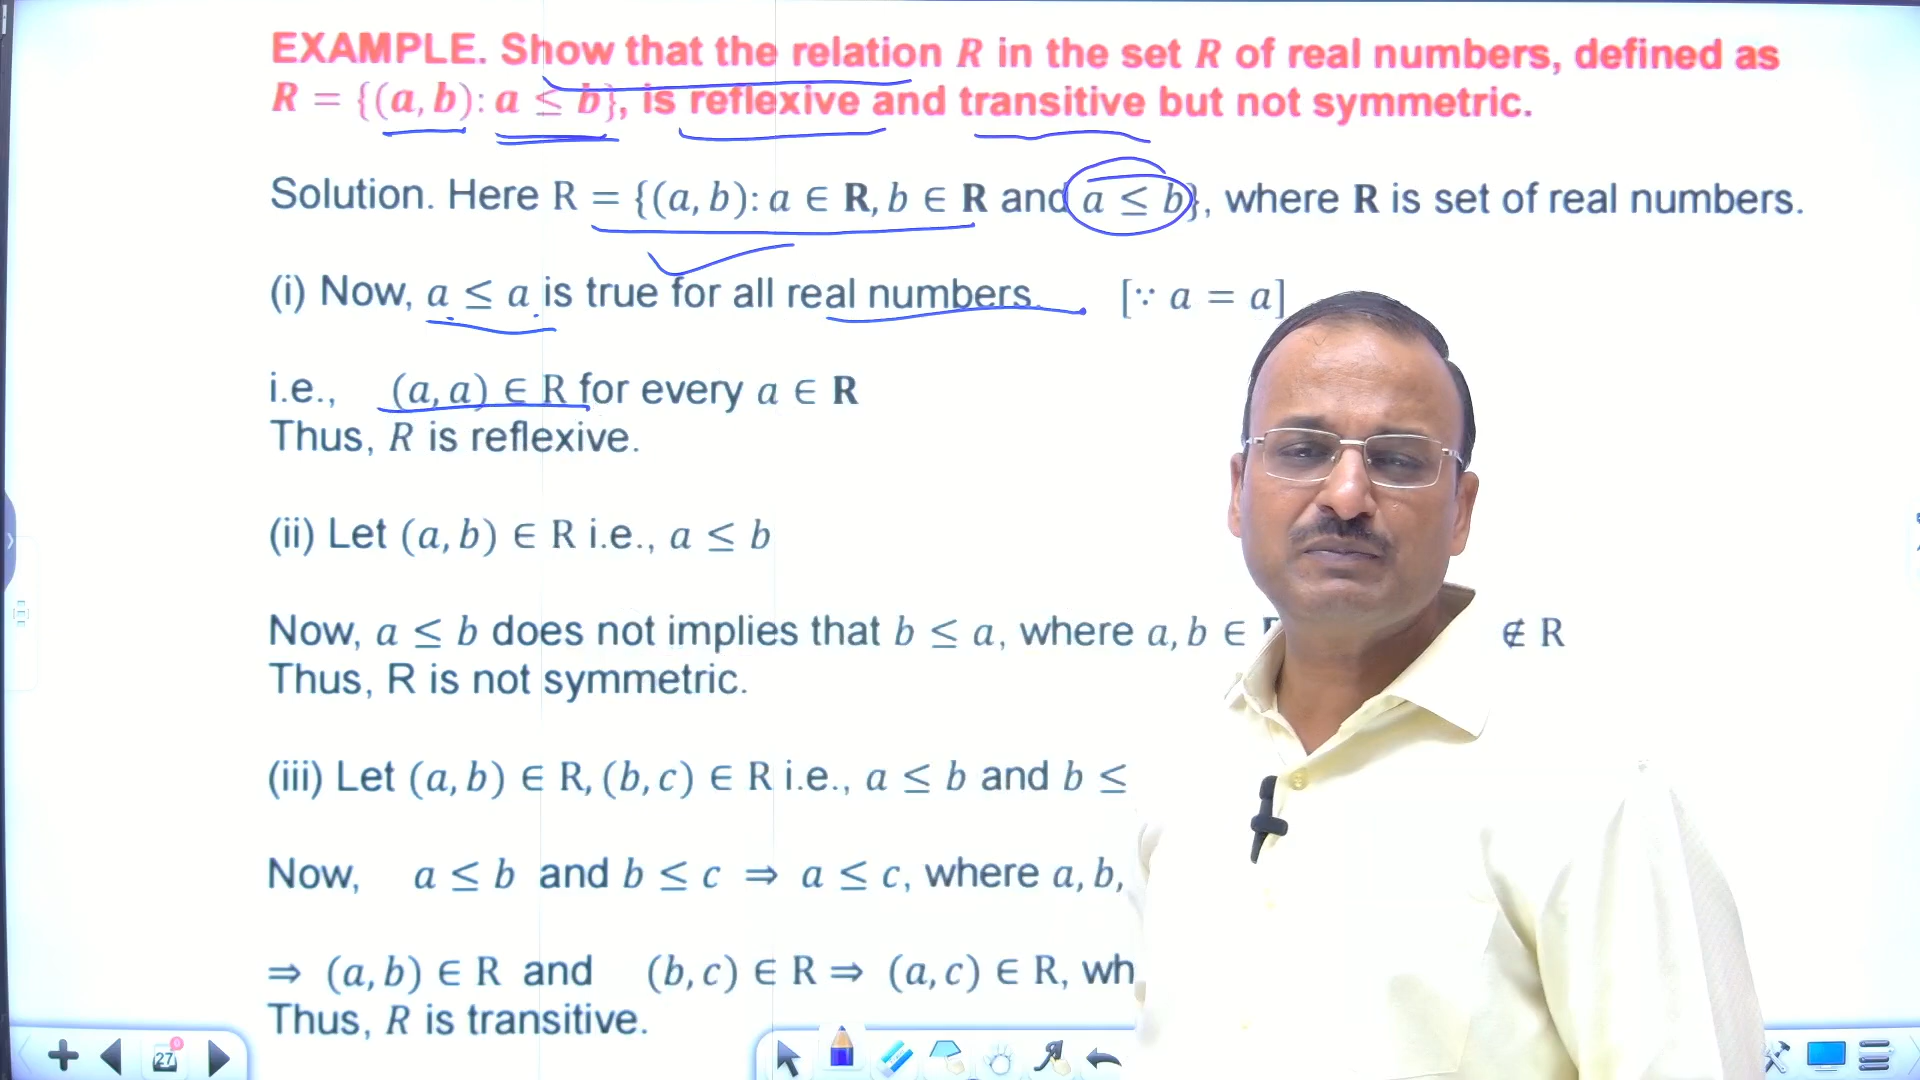 EXAMPLE. Show that the relation R in the set R of real numbers, defined as
R = {(a, b): a ≤ b}, is reflexive and transitive but not symmetric.
Solution. Here R = {(a, b): a ∈ R, b ∈ R and a ≤ b}, where R is set of real numbers.
(i) Now, a ≤ a is true for all real numbers. [∵ a = a]
i.e., (a, a) ∈ R for every a ∈ R
Thus, R is reflexive.
(ii) Let (a, b) ∈ R i.e., a ≤ b
Now, a ≤ b does not implies that b ≤ a, where a, b ∈ ∉ R
Thus, R is not symmetric.
(iii) Let (a, b) ∈ R, (b, c) ∈ R i.e., a ≤ b and b ≤
Now, a ≤ b and b ≤ c ⇒ a ≤ c, where a, b,
⇒ (a, b) ∈ R and (b, c) ∈ R ⇒ (a, c) ∈ R, wh
Thus, R is transitive.
27